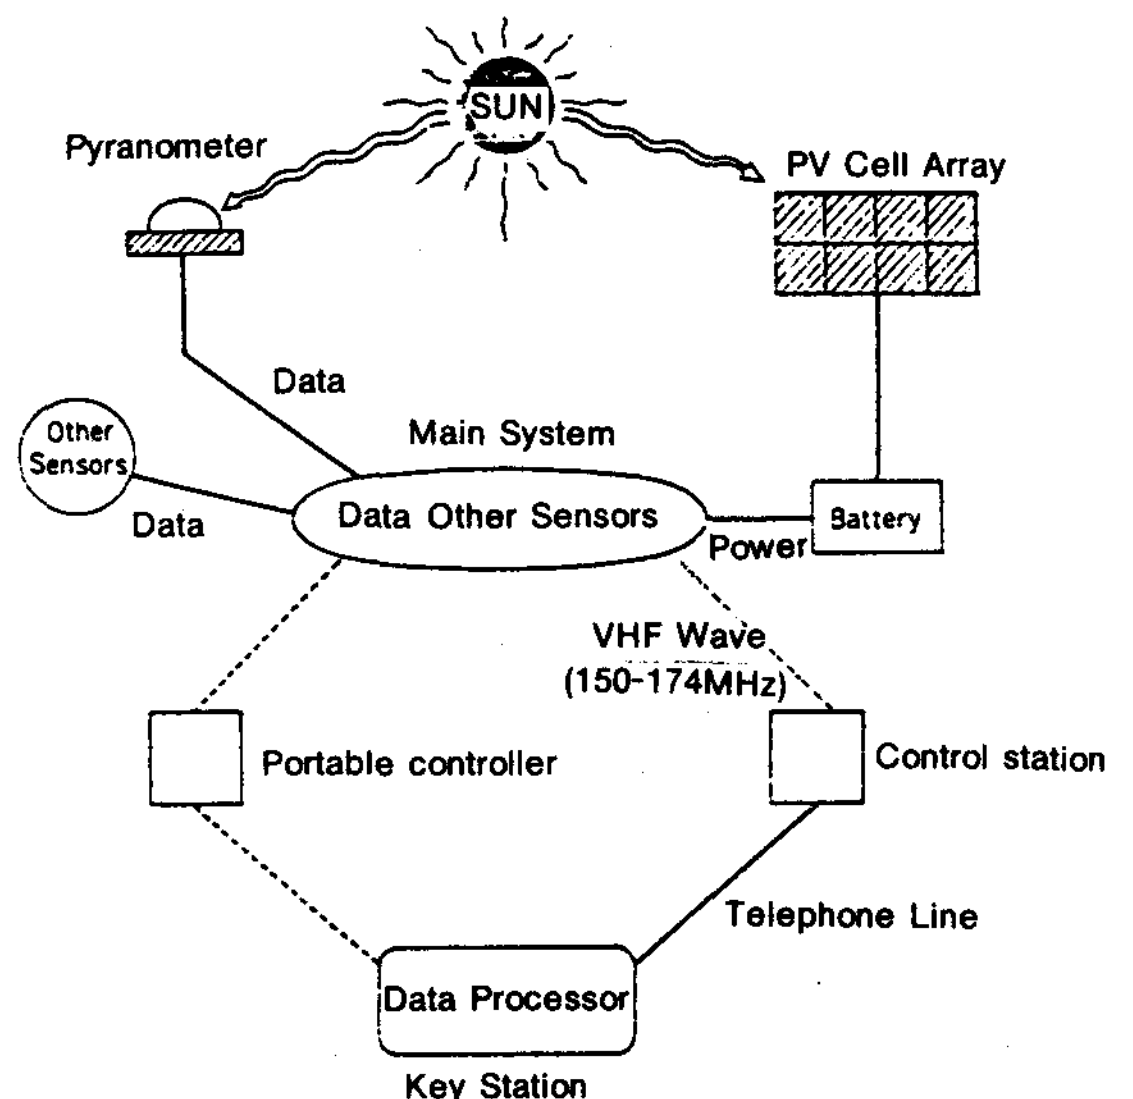 SUN
Pyranometer
PV Cell Array
Data
Other
Sensors
Main System
Data Other Sensors
Data
Battery
Power
VHF Wave
(150-174MHz)
Portable controller
Control station
Telephone Line
Data Processor
Key Station